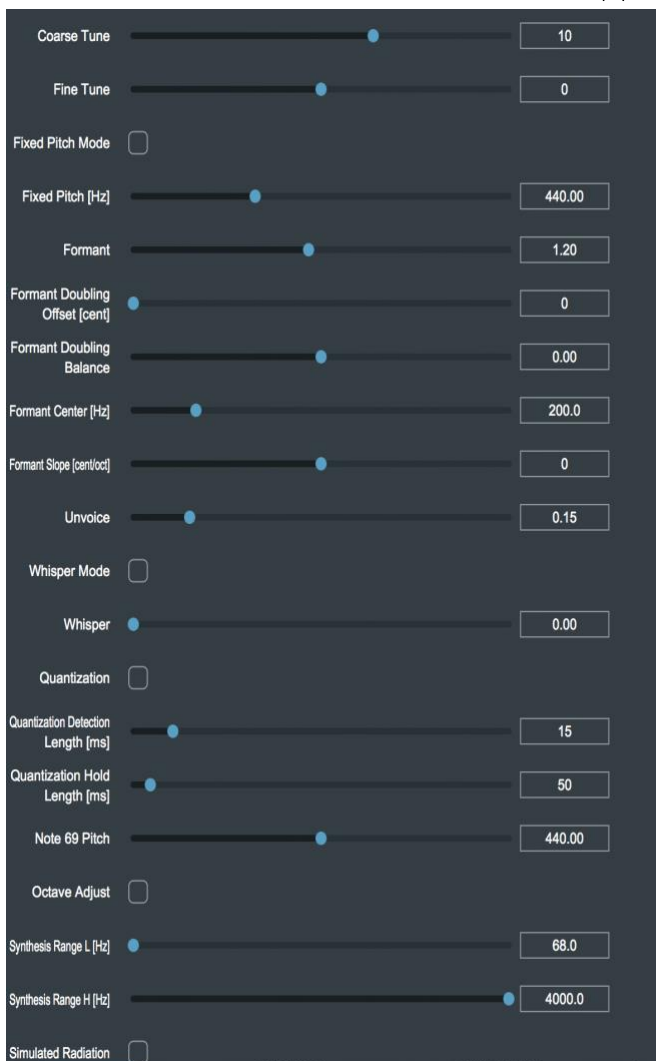 Coarse Tune 10
Fine Tune 0
Fixed Pitch Mode
Fixed Pitch [Hz] 440.00
Formant 1.20
Formant Doubling
Offset [cent] 0
Formant Doubling
Balance 0.00
Formant Center [Hz] 200.0
Formant Slope [cent/oct] 0
Unvoice 0.15
Whisper Mode
Whisper 0.00
Quantization
Quantization Detection
Length [ms] 15
Quantization Hold
Length [ms] 50
Note 69 Pitch 440.00
Octave Adjust
Synthesis Range L [Hz] 68.0
Synthesis Range H [Hz] 4000.0
Simulated Radiation